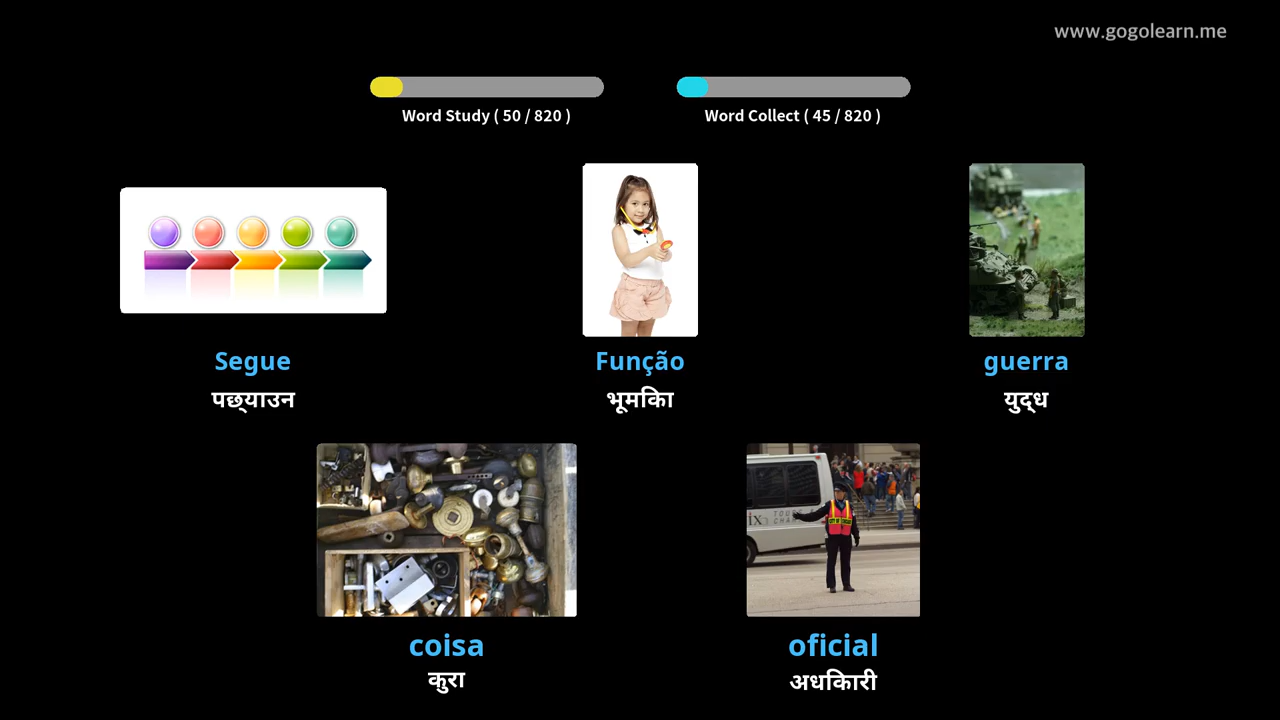 www.gogolearn.me
Word Study ( 50 / 820 )
Word Collect ( 45 / 820 )
Segue
पछ्याउन
Função
भूमिका
guerra
युद्ध
coisa
कुरा
oficial
अधिकारी